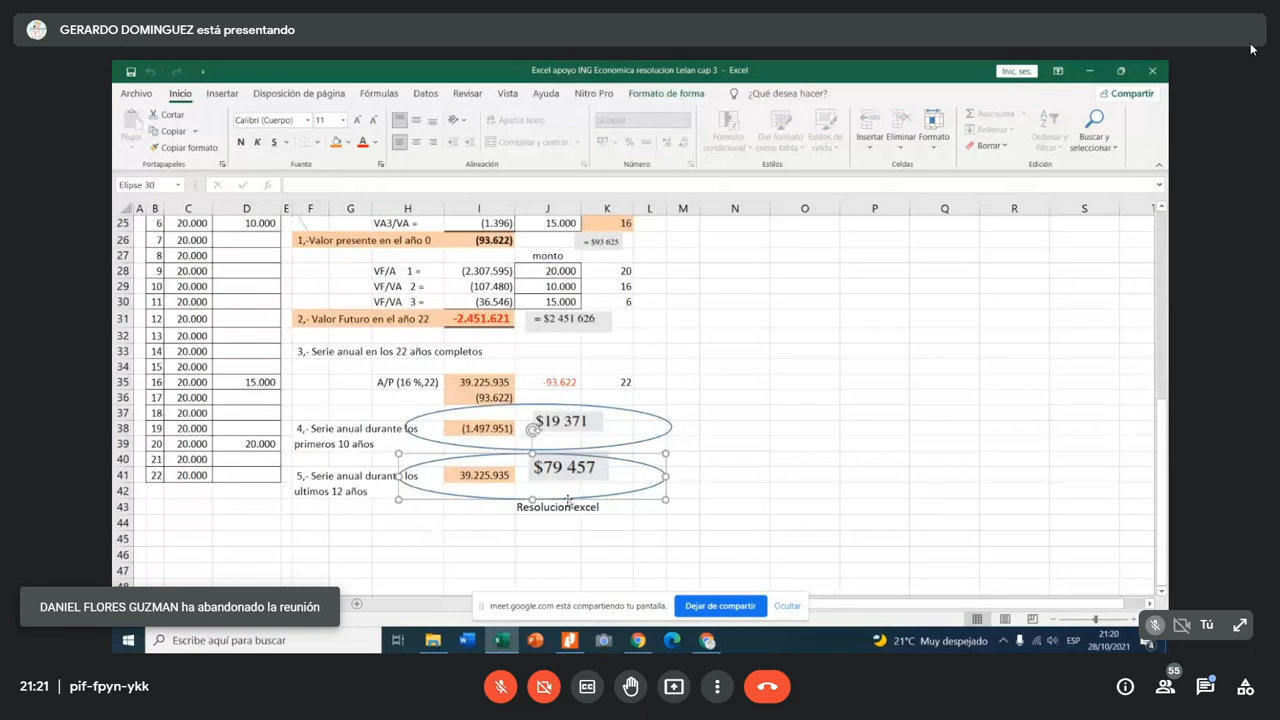 GERARDO DOMINGUEZ está presentando
Excel apoyo ING Economica resolucion Lelan cap 3 - Excel
Inic. ses.
Archivo Inicio Insertar Disposición de página Fórmulas Datos Revisar Vista Ayuda Nitro Pro Formato de forma ¿Qué desea hacer? Compartir
Pegar
Cortar
Copiar
Copiar formato
Portapapeles
Calibri (Cuerpo) 11
N K S
Fuente
Ajustar texto
Combinar y centrar
Alineación
General
Número
Formato condicional
Dar formato como tabla
Estilos de celda
Estilos
Insertar Eliminar Formato
Celdas
Autosuma
Rellenar
Borrar
Ordenar y filtrar
Buscar y seleccionar
Edición
Elipse 30
A B C D E F G H I J K L M N O P Q R S
25 6 20.000 10.000 VA3/VA = (1.396) 15.000 16
26 7 20.000 1,-Valor presente en el año 0 (93.622) = $93 625
27 8 20.000 monto
28 9 20.000 VF/A 1 = (2.307.595) 20.000 20
29 10 20.000 VF/VA 2 = (107.480) 10.000 16
30 11 20.000 VF/VA 3 = (36.546) 15.000 6
31 12 20.000 2,- Valor Futuro en el año 22 -2.451.621 = $2 451 626
32 13 20.000
33 14 20.000 3,- Serie anual en los 22 años completos
34 15 20.000
35 16 20.000 15.000 A/P (16 %,22) 39.225.935 -93.622 22
36 17 20.000 (93.622)
37 18 20.000 $19 371
38 19 20.000 4,- Serie anual durante los (1.497.951)
39 20 20.000 20.000 primeros 10 años
40 21 20.000 $79 457
41 22 20.000 5,- Serie anual durante los 39.225.935
42 ultimos 12 años
43 Resolucion excel
44
45
46
47
48
DANIEL FLORES GUZMAN ha abandonado la reunión
meet.google.com está compartiendo tu pantalla. Dejar de compartir Ocultar
Tú
Escribe aquí para buscar
21°C Muy despejado ESP 21:20
28/10/2021
4
21:21 | pif-fpyn-ykk
55